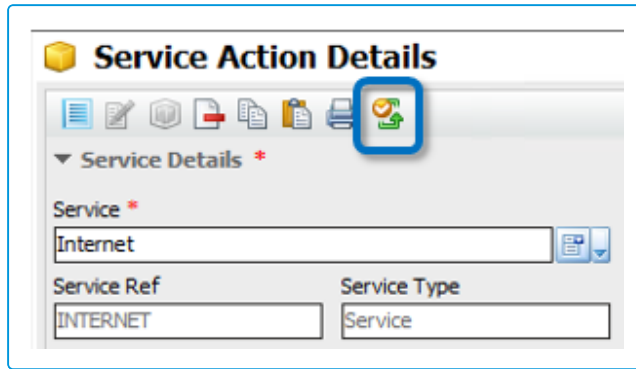 Service Action Details
Service Details *
Service *
Internet
Service Ref Service Type
INTERNET Service